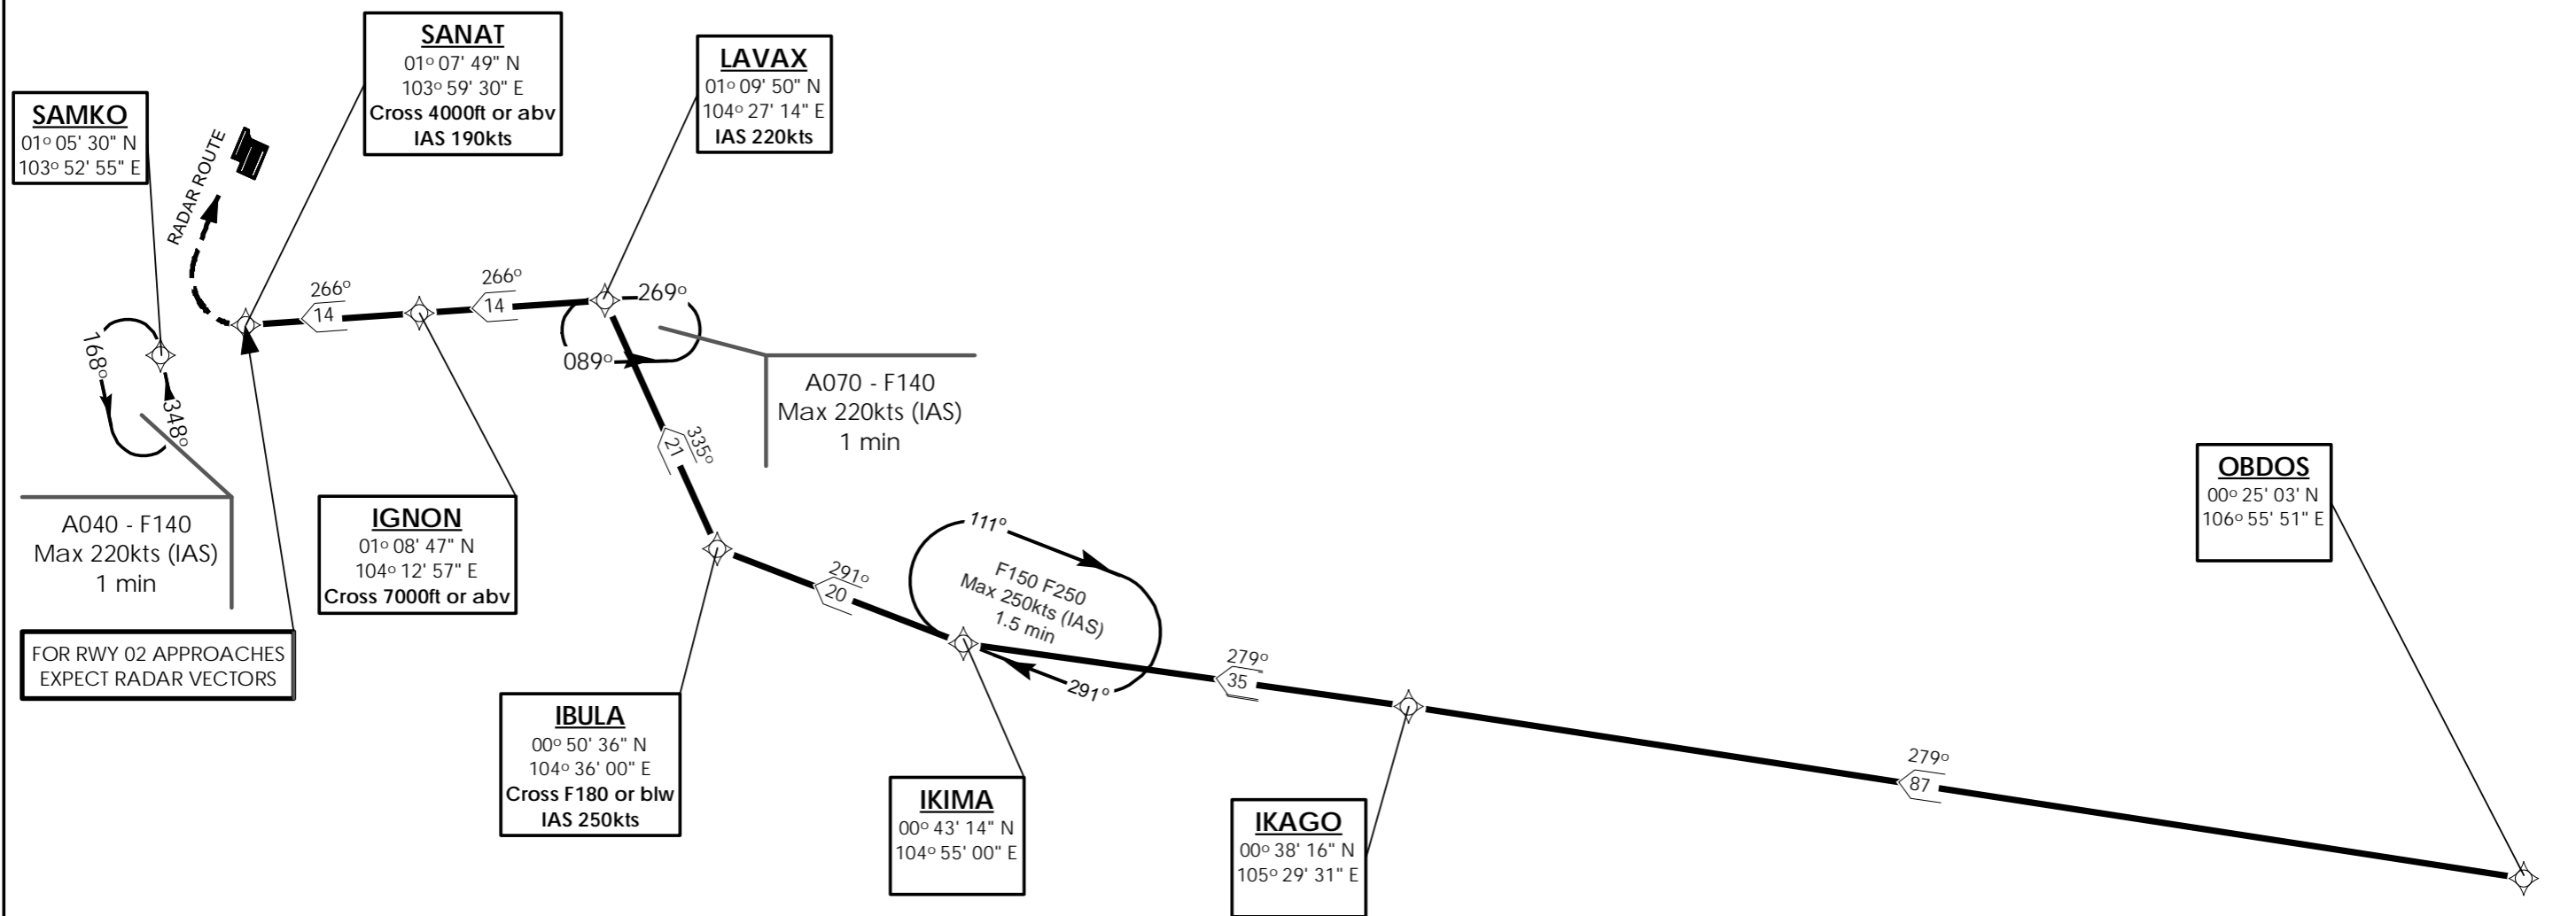 SANAT
01° 07' 49" N
103° 59' 30" E
Cross 4000ft or abv
IAS 190kts
LAVAX
01° 09' 50" N
104° 27' 14" E
IAS 220kts
SAMKO
01° 05' 30" N
103° 52' 55" E
RADAR ROUTE
266°
14
266°
14
269°
089°
A070 - F140
Max 220kts (IAS)
1 min
168°
348°
A040 - F140
Max 220kts (IAS)
1 min
335°
21
IGNON
01° 08' 47" N
104° 12' 57" E
Cross 7000ft or abv
FOR RWY 02 APPROACHES
EXPECT RADAR VECTORS
291°
20
111°
F150 F250
Max 250kts (IAS)
1.5 min
291°
279°
35
IBULA
00° 50' 36" N
104° 36' 00" E
Cross F180 or blw
IAS 250kts
IKIMA
00° 43' 14" N
104° 55' 00" E
IKAGO
00° 38' 16" N
105° 29' 31" E
279°
87
OBDOS
00° 25' 03' N
106° 55' 51" E